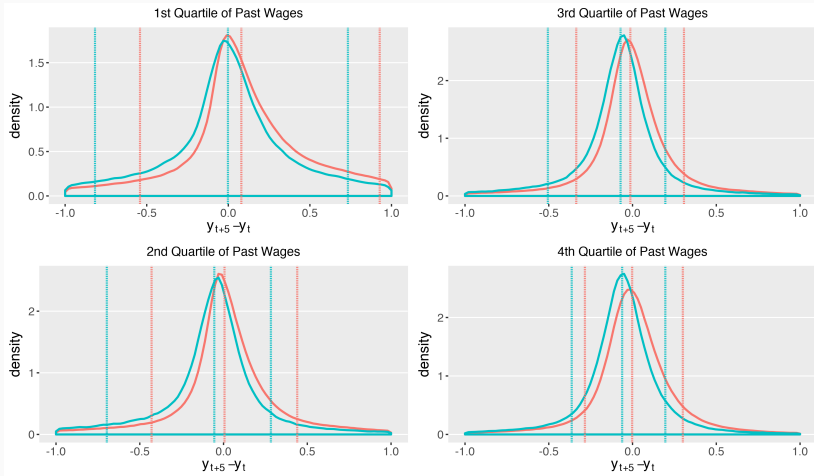 1st Quartile of Past Wages
density
1.5
1.0
0.5
0.0
-1.0 -0.5 0.0 0.5 1.0
yt+5 −yt
3rd Quartile of Past Wages
density
2
1
0
-1.0 -0.5 0.0 0.5 1.0
yt+5 −yt
2nd Quartile of Past Wages
density
2
1
0
-1.0 -0.5 0.0 0.5 1.0
yt+5 −yt
4th Quartile of Past Wages
density
2
1
0
-1.0 -0.5 0.0 0.5 1.0
yt+5 −yt